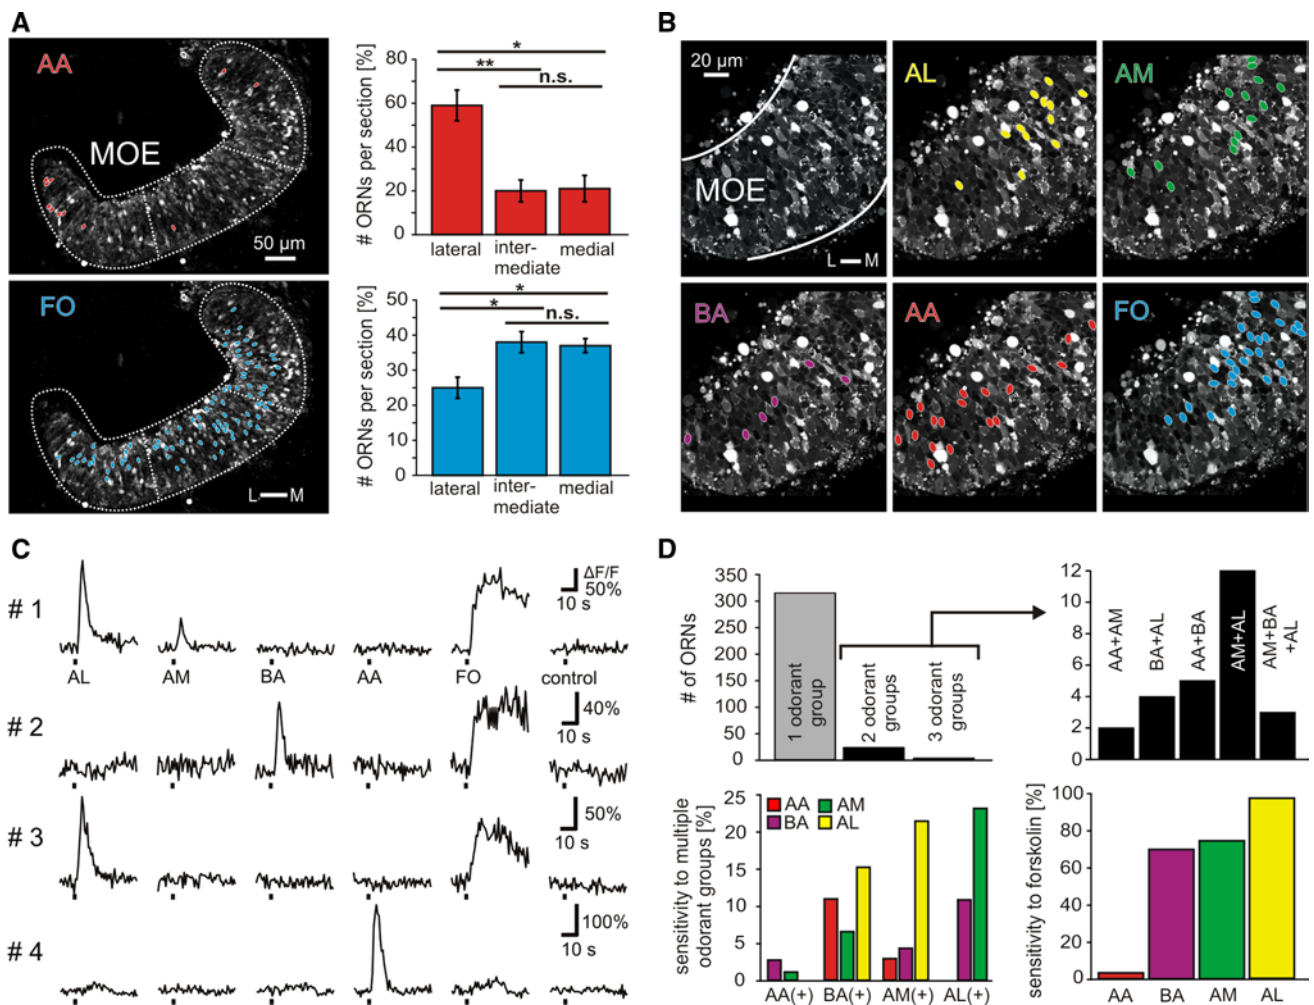 A
AA
MOE
50 µm
# ORNs per section [%]
80
60
40
20
0
**
*
n.s.
lateral
inter-
mediate
medial
FO
L M
# ORNs per section [%]
50
40
30
20
10
0
*
*
n.s.
lateral
inter-
mediate
medial
B
20 µm
MOE
L M
AL
AM
BA
AA
FO
C
# 1
ΔF/F
50%
10 s
AL
AM
BA
AA
FO
control
# 2
40%
10 s
# 3
50%
10 s
# 4
100%
10 s
D
# of ORNs
350
300
250
200
150
100
50
0
1 odorant
group
2 odorant
groups
3 odorant
groups
12
10
8
6
4
2
0
AA+AM
BA+AL
AA+BA
AM+AL
AM+BA
+AL
sensitivity to multiple
odorant groups [%]
25
20
15
10
5
0
AA
AM
BA
AL
AA(+)
BA(+)
AM(+)
AL(+)
sensitivity to forskolin [%]
100
80
60
40
20
0
AA
BA
AM
AL